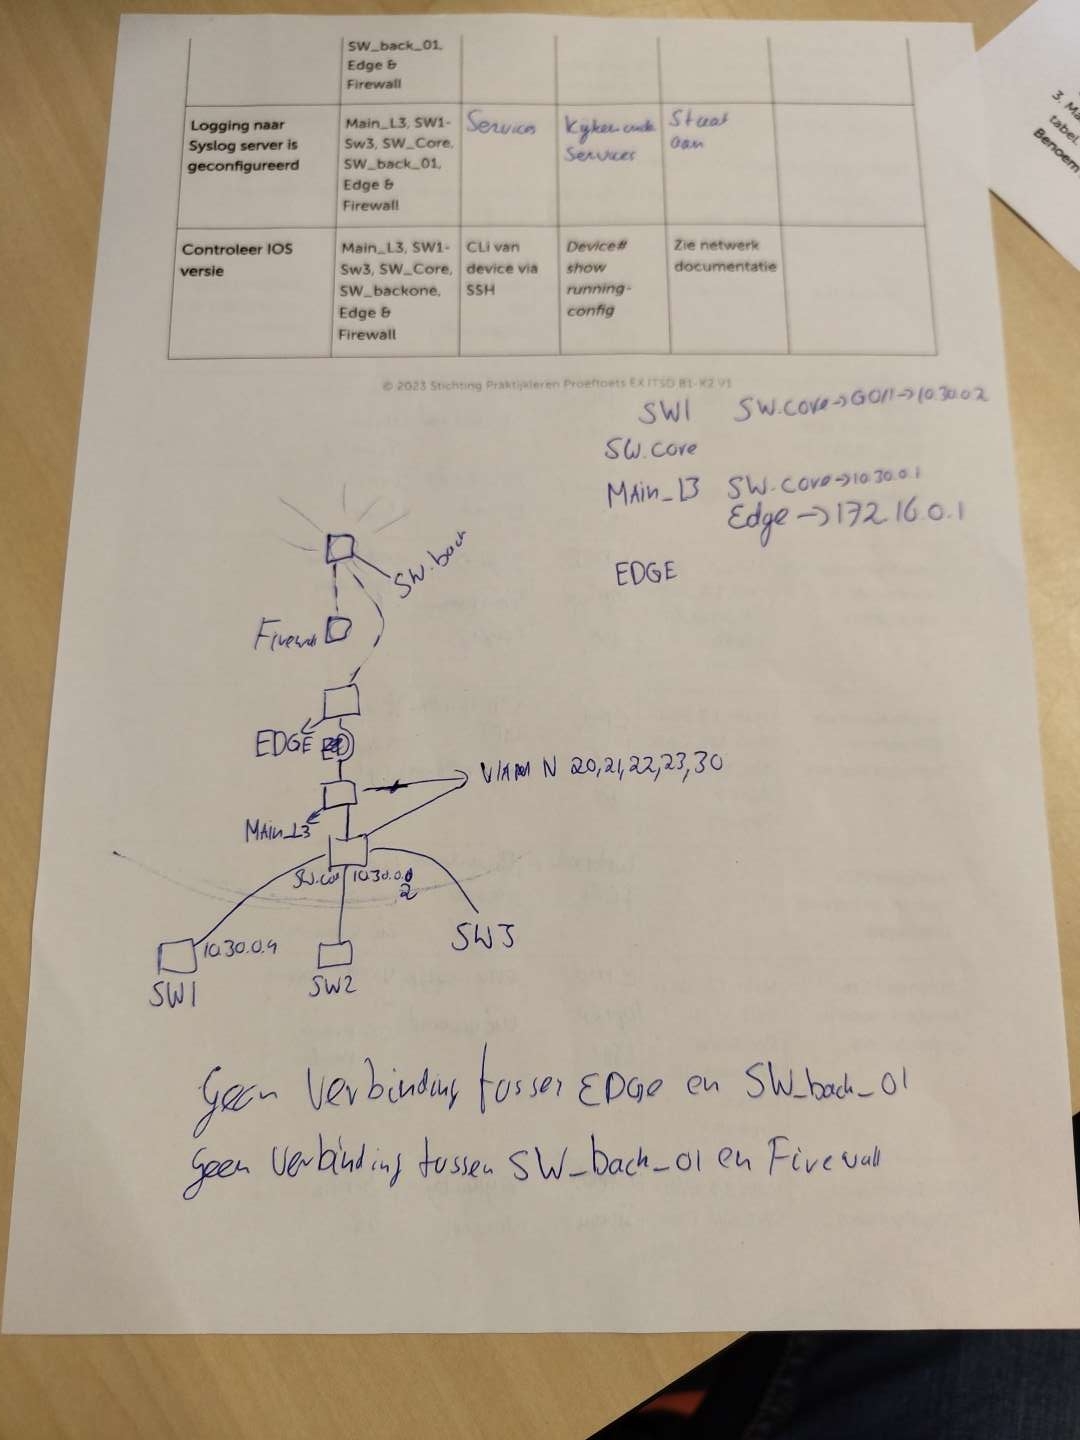 SW_back_01,
Edge &
Firewall
Logging naar
Syslog server is
geconfigureerd
Main_L3, SW1-
Sw3, SW_Core,
SW_back_01,
Edge &
Firewall
Services
Kijken onde
Services
Staat
aan
Controleer IOS
versie
Main_L3, SW1-
Sw3, SW_Core,
SW_backone,
Edge &
Firewall
CLi van
device via
SSH
Device#
show
running-
config
Zie netwerk
documentatie
© 2023 Stichting Praktijkleren Proeftoets EX.ITSD B1-K2 V1
SW1 SW.core→G0/1→10.30.0.2
SW.core
MAin_L3 SW.core→10.30.0.1
Edge→172.16.0.1
EDGE
SW.back
Firewall
EDGE
VlAN 20,21,22,23,30
MAin_L3
SW.co 10.30.0.2
10.30.0.4
SW3
SW1
SW2
Geen Verbinding tussen EDGE en SW_back_01
Geen Verbinding tussen SW_back_01 en Firewall
3. Ma
tabel.
Benoem